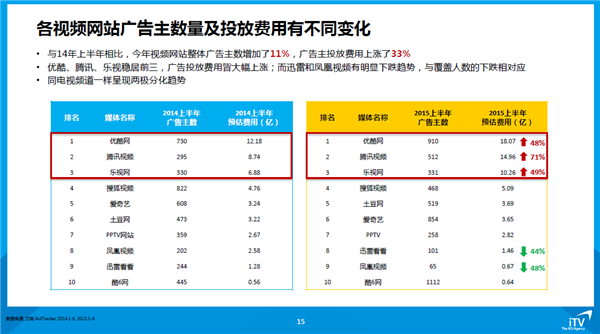 各视频网站广告主数量及投放费用有不同变化
• 与14年上半年相比，今年视频网站整体广告主数增加了11%，广告主投放费用上涨了33%
• 优酷、腾讯、乐视稳居前三，广告投放费用皆大幅上涨；而迅雷和凤凰视频有明显下跌趋势，与覆盖人数的下跌相对应
• 同电视频道一样呈现两极分化趋势
排名 媒体名称 2014上半年广告主数 2014上半年预估费用（亿）
1 优酷网 730 12.18
2 腾讯视频 295 8.74
3 乐视网 330 6.88
4 搜狐视频 822 4.76
5 爱奇艺 608 3.24
6 土豆网 473 3.22
7 PPTV网站 359 2.67
8 凤凰视频 202 2.58
9 迅雷看看 244 1.28
10 酷6网 445 0.56
排名 媒体名称 2015上半年广告主数 2015上半年预估费用（亿）
1 优酷网 910 18.07 48%
2 腾讯视频 512 14.96 71%
3 乐视网 331 10.26 49%
4 搜狐视频 468 5.09
5 土豆网 519 3.69
6 爱奇艺 854 3.65
7 PPTV 258 2.82
8 迅雷看看 101 1.46 44%
9 凤凰视频 65 0.67 48%
10 酷6网 1112 0.64
数据来源：艾瑞 iAdTracker 2014.1-6, 2015.1-6
15
iTV